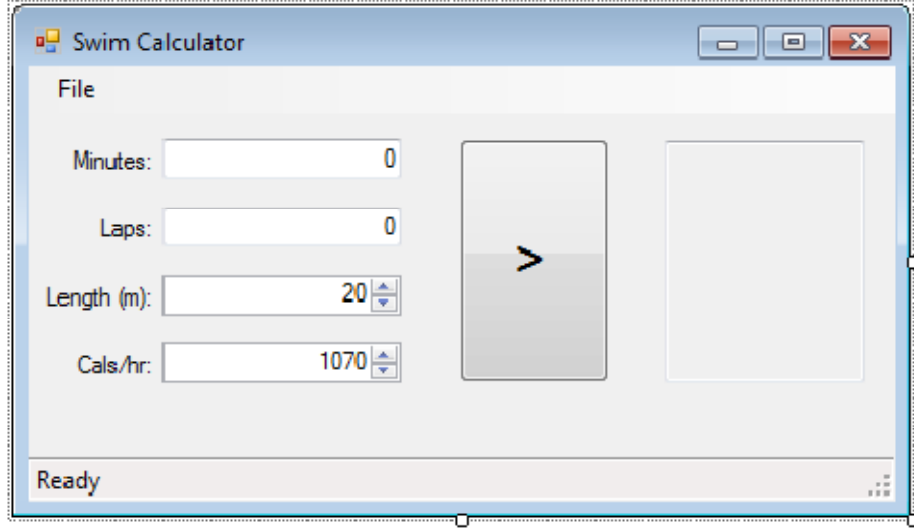 Swim Calculator
File
Minutes: 0
Laps: 0
Length (m): 20
Cals/hr: 1070
>
Ready